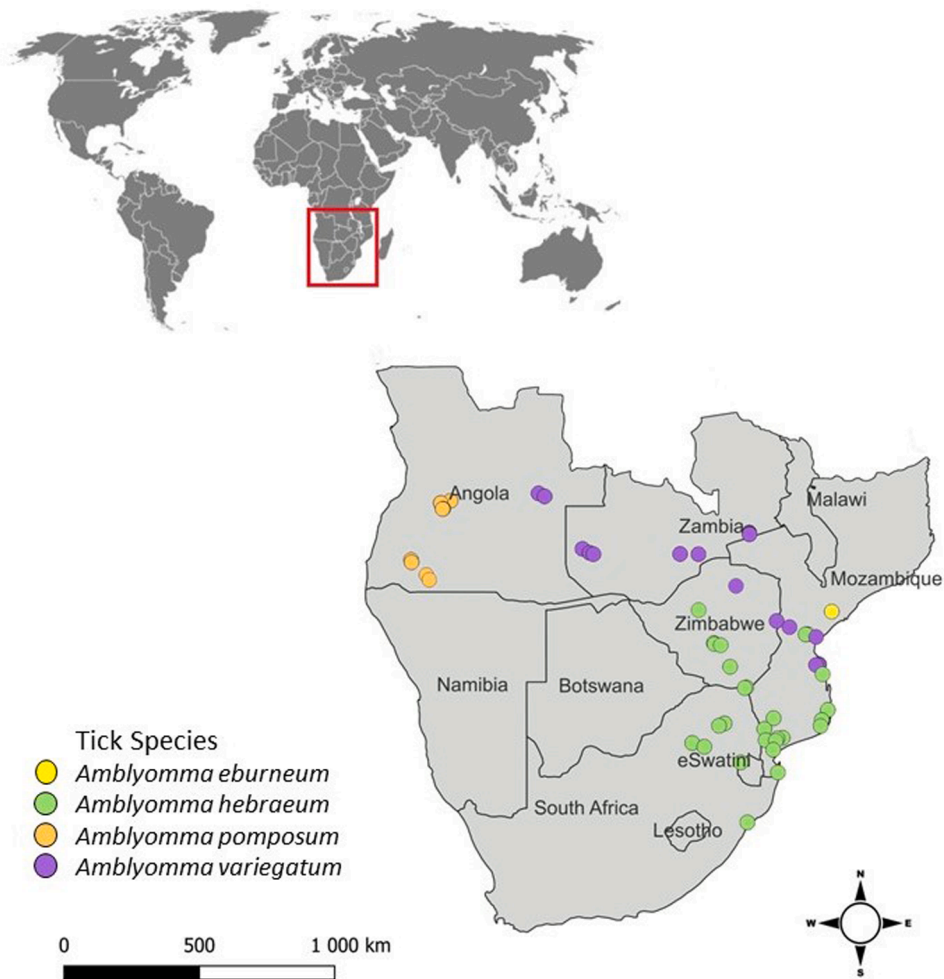 Angola
Zambia
Malawi
Mozambique
Zimbabwe
Namibia
Botswana
eSwatini
South Africa
Lesotho
Tick Species
Amblyomma eburneum
Amblyomma hebraeum
Amblyomma pomposum
Amblyomma variegatum
0 500 1 000 km
N
W E
S